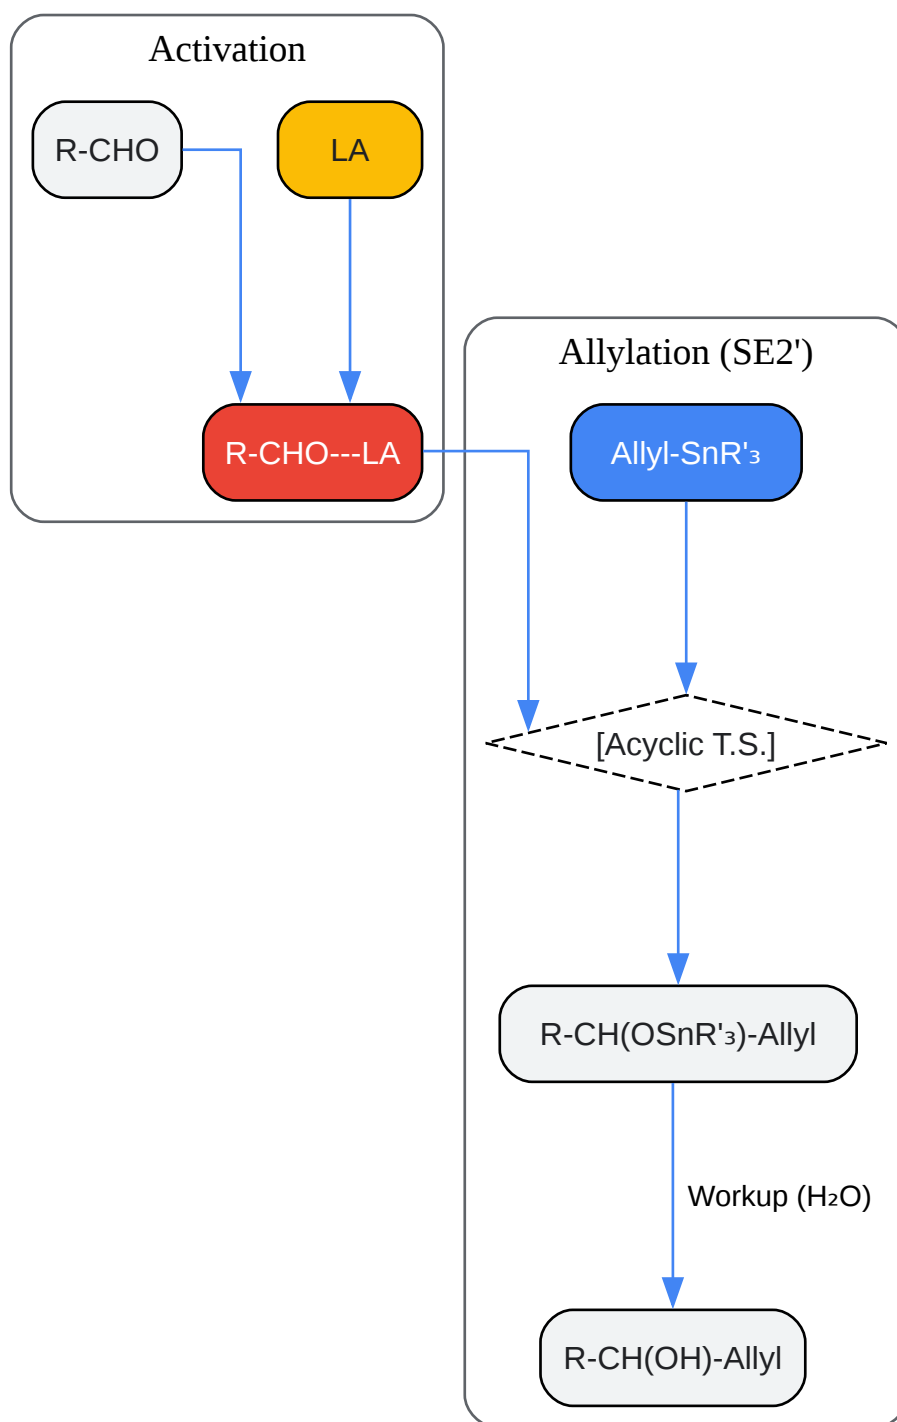 Activation
R-CHO
LA
R-CHO---LA
Allylation (SE2')
Allyl-SnR'₃
[Acyclic T.S.]
R-CH(OSnR'₃)-Allyl
Workup (H₂O)
R-CH(OH)-Allyl